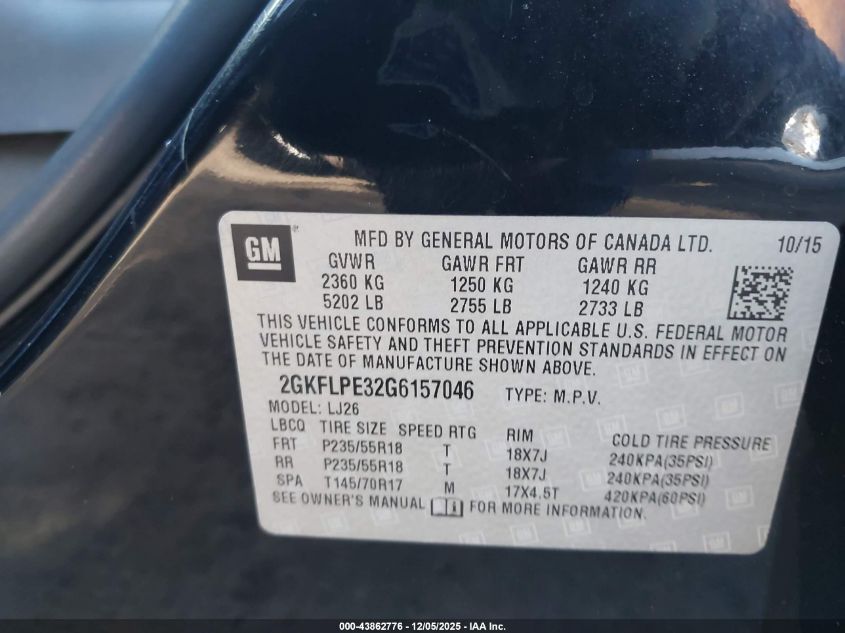 GM MFD BY GENERAL MOTORS OF CANADA LTD. 10/15
GVWR GAWR FRT GAWR RR
2360 KG 1250 KG 1240 KG
5202 LB 2755 LB 2733 LB
THIS VEHICLE CONFORMS TO ALL APPLICABLE U.S. FEDERAL MOTOR
VEHICLE SAFETY AND THEFT PREVENTION STANDARDS IN EFFECT ON
THE DATE OF MANUFACTURE SHOWN ABOVE.
2GKFLPE32G6157046 TYPE: M.P.V.
MODEL: LJ26
LBCQ TIRE SIZE SPEED RTG RIM COLD TIRE PRESSURE
FRT P235/55R18 T 18X7J 240KPA(35PSI)
RR P235/55R18 T 18X7J 240KPA(35PSI)
SPA T145/70R17 M 17X4.5T 420KPA(60PSI)
SEE OWNER'S MANUAL FOR MORE INFORMATION.
000-43862776 - 12/05/2025 - IAA Inc.